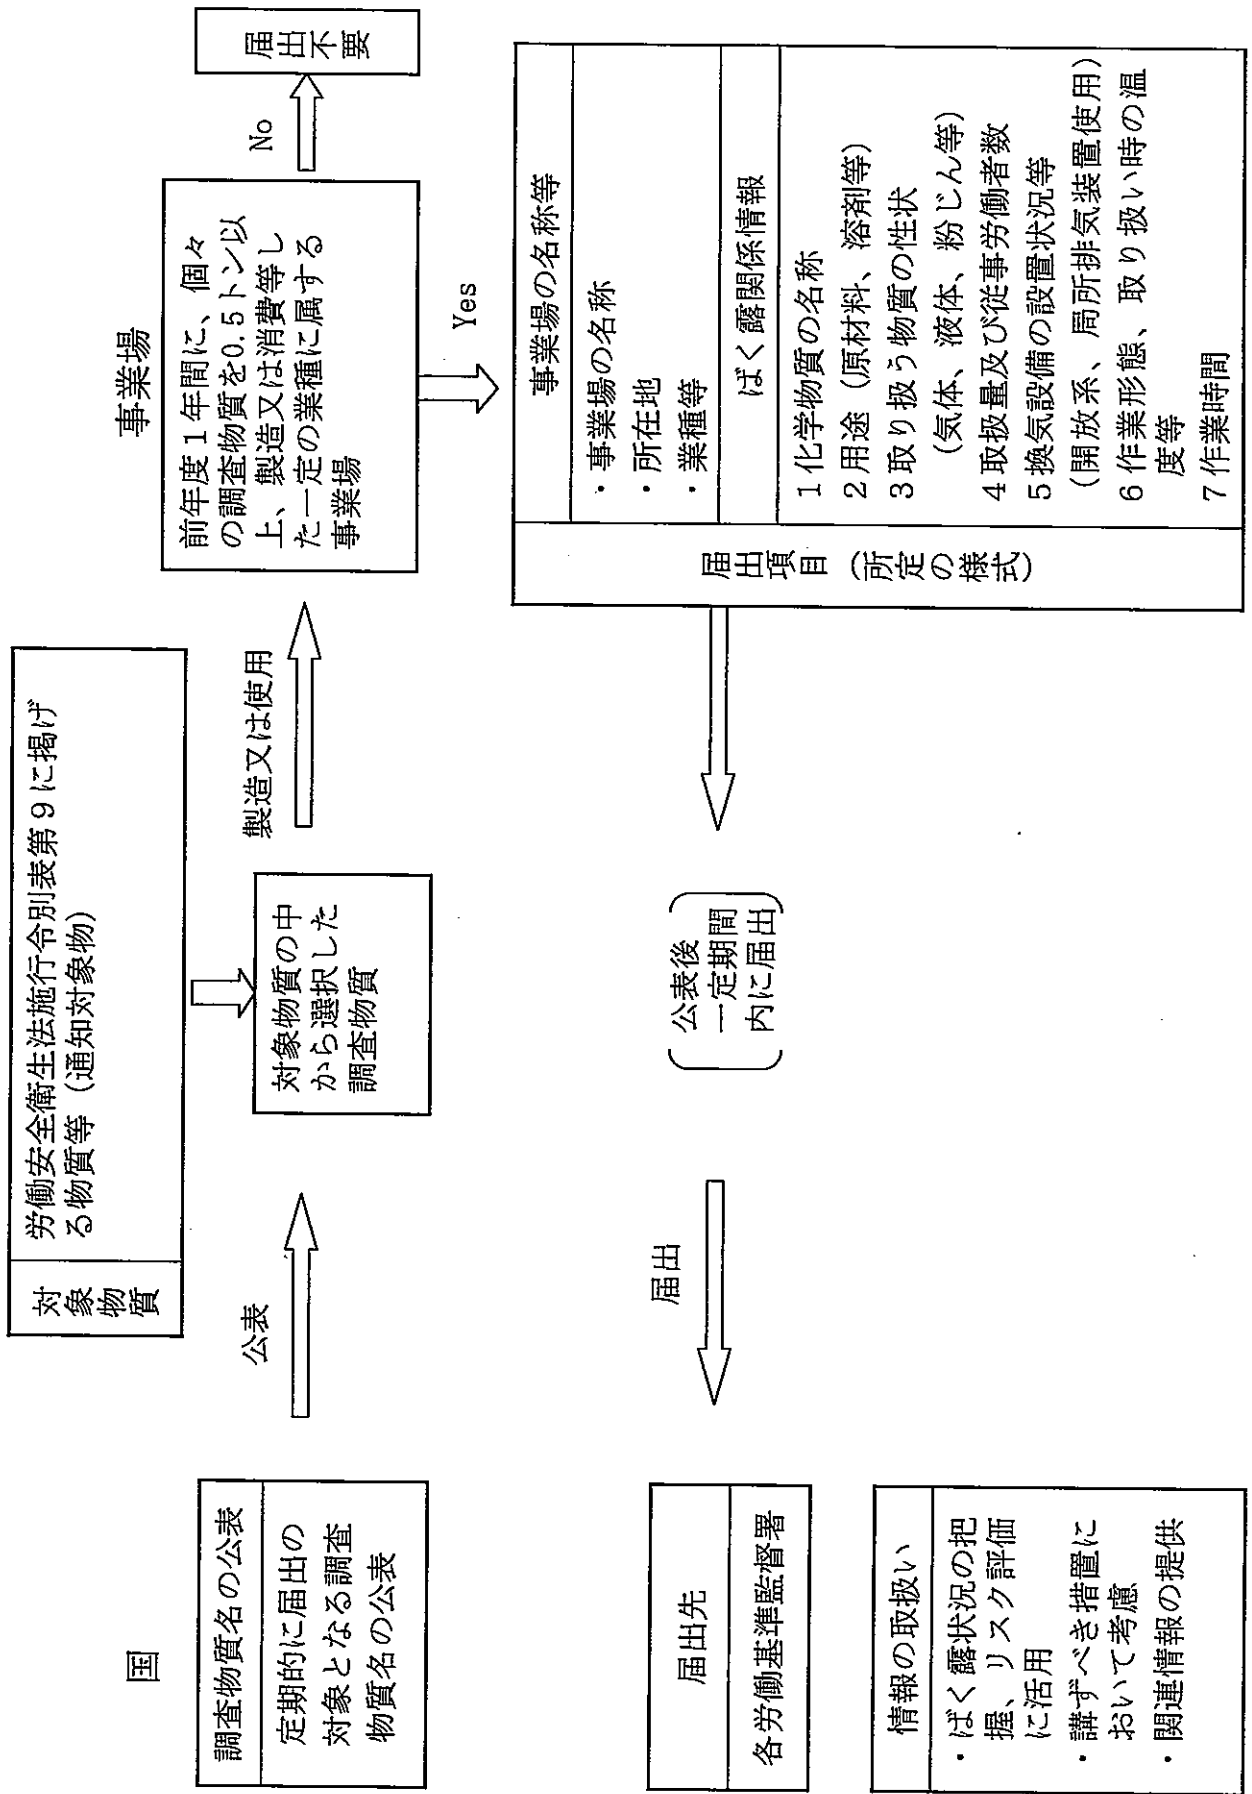 対象物質
労働安全衛生法施行令別表第9に掲げ
る物質等（通知対象物）
国
事業場
調査物質名の公表
定期的に届出の
対象となる調査
物質名の公表
公表
対象物質の中
から選択した
調査物質
製造又は使用
前年度1年間に、個々
の調査物質を0.5トン以
上、製造又は消費等し
た一定の業種に属する
事業場
No
届出不要
Yes
届出先
各労働基準監督署
届出
公表後
一定期間
内に届出
届出項目（所定の様式）
事業場の名称等
・事業場の名称
・所在地
・業種等
ばく露関係情報
1化学物質の名称
2用途（原材料、溶剤等）
3取り扱う物質の性状
（気体、液体、粉じん等）
4取扱量及び従事労働者数
5換気設備の設置状況等
（開放系、局所排気装置使用）
6作業形態、取り扱い時の温
度等
7作業時間
情報の取扱い
・ばく露状況の把
握、リスク評価
に活用
・講ずべき措置に
おいて考慮
・関連情報の提供